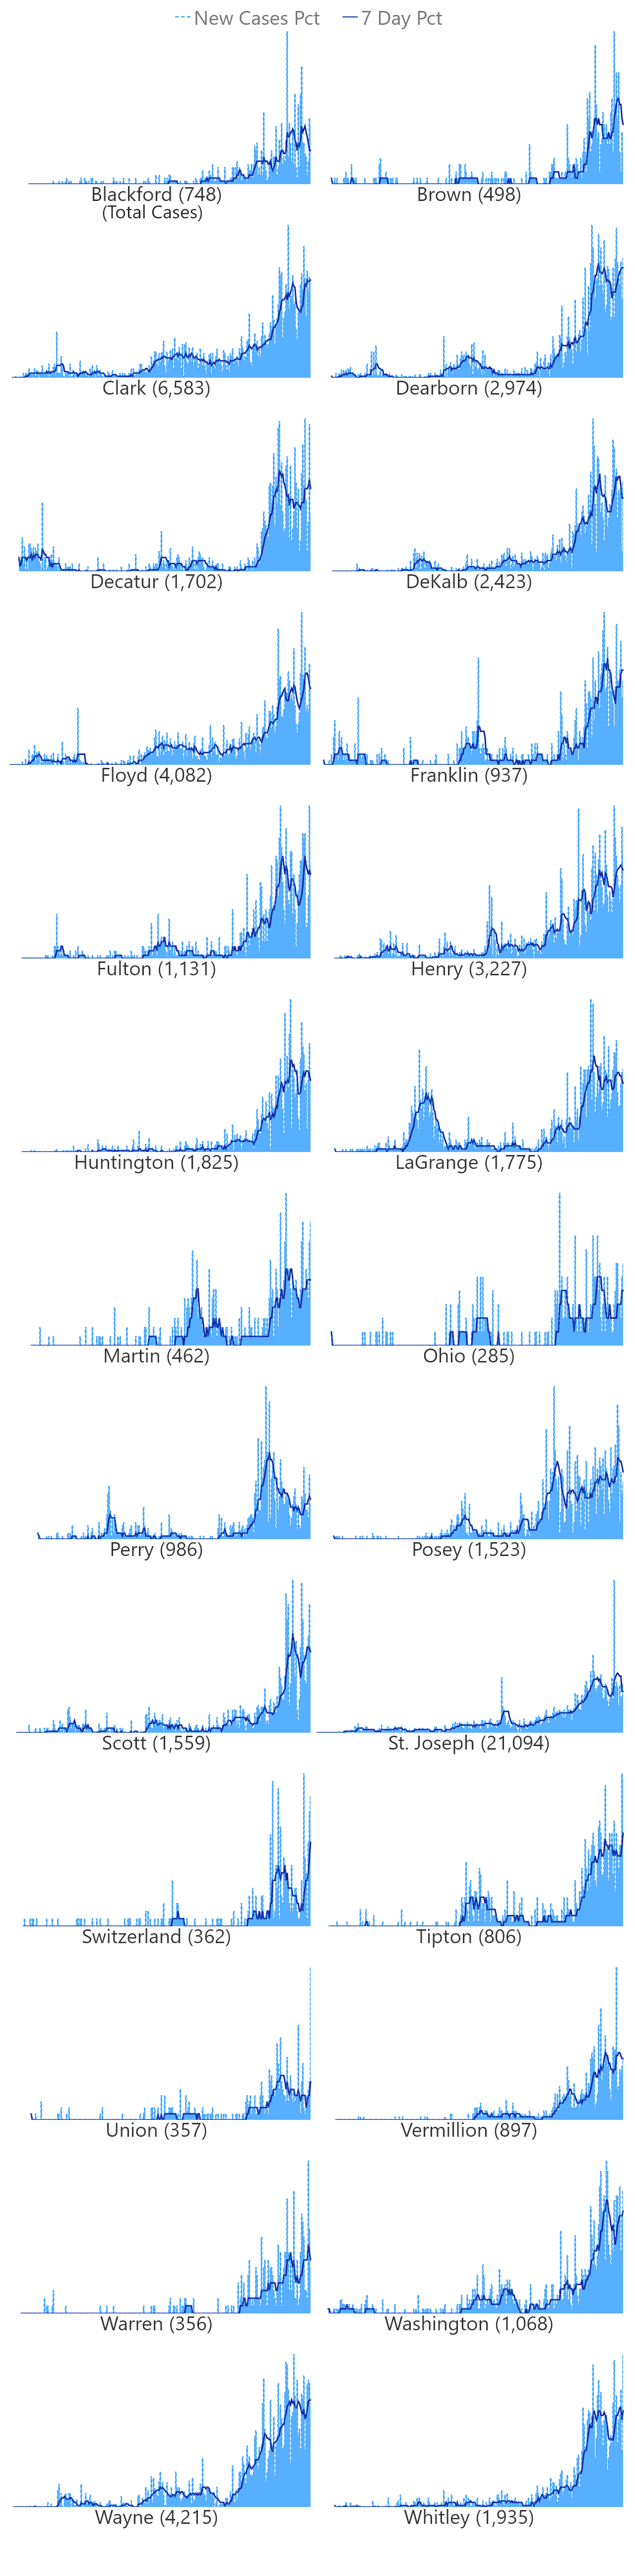 New Cases Pct 7 Day Pct
Blackford (748) Brown (498)
(Total Cases)
Clark (6,583) Dearborn (2,974)
Decatur (1,702) DeKalb (2,423)
Floyd (4,082) Franklin (937)
Fulton (1,131) Henry (3,227)
Huntington (1,825) LaGrange (1,775)
Martin (462) Ohio (285)
Perry (986) Posey (1,523)
Scott (1,559) St. Joseph (21,094)
Switzerland (362) Tipton (806)
Union (357) Vermillion (897)
Warren (356) Washington (1,068)
Wayne (4,215) Whitley (1,935)